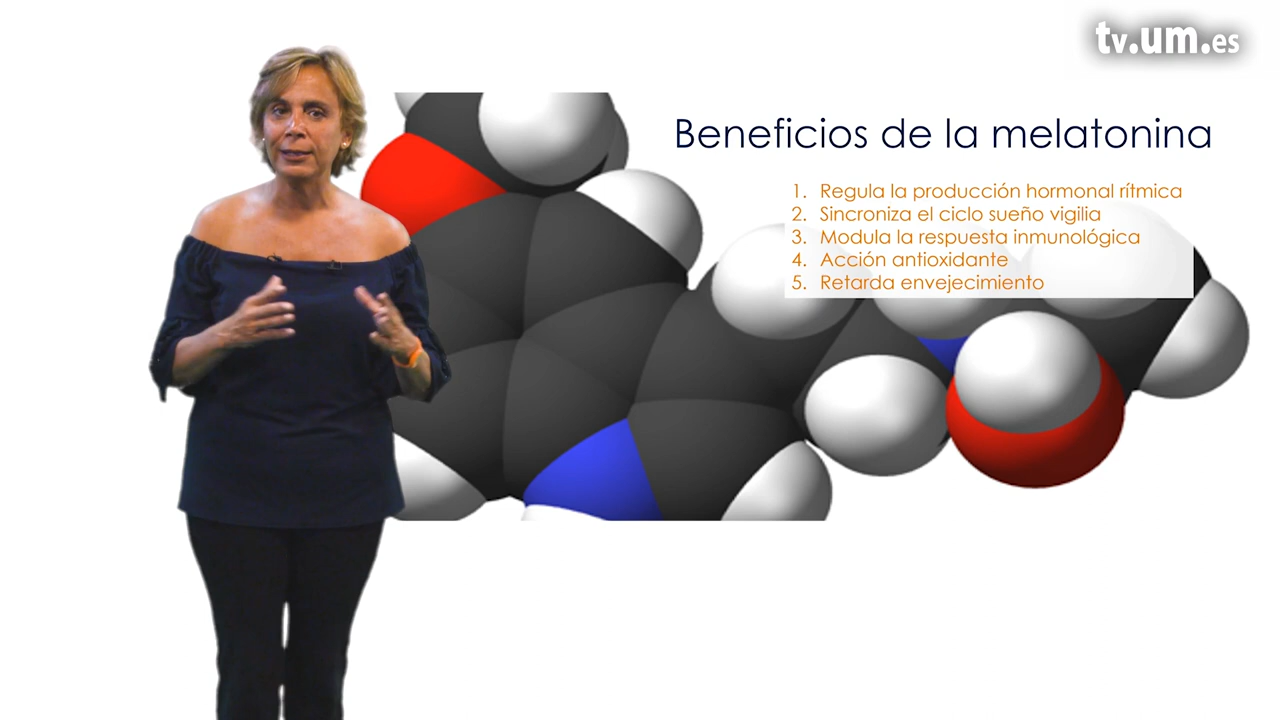 tv.um.es
Beneficios de la melatonina
1. Regula la producción hormonal rítmica
2. Sincroniza el ciclo sueño vigilia
3. Modula la respuesta inmunológica
4. Acción antioxidante
5. Retarda envejecimiento